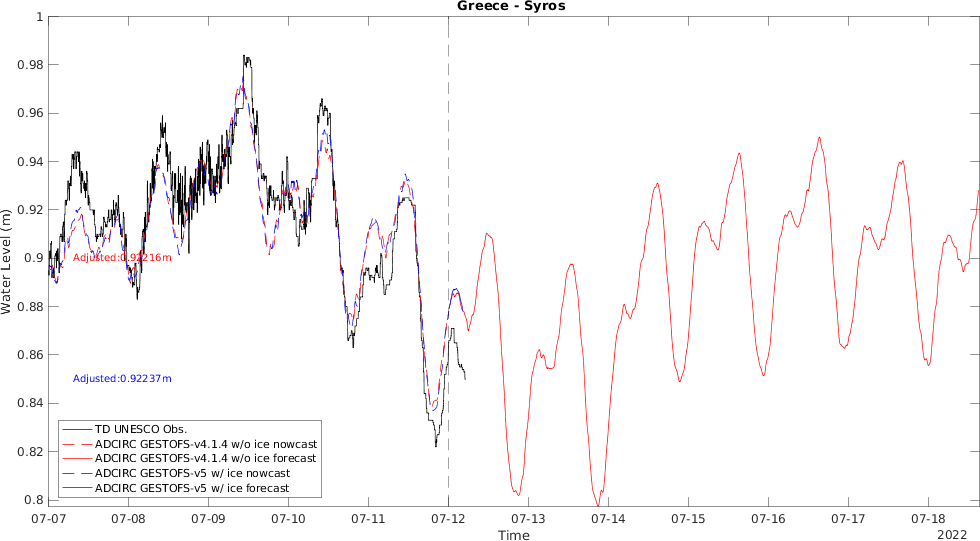 Greece - Syros
1
0.98
0.96
0.94
0.92
0.9
0.88
0.86
0.84
0.82
0.8
Water Level (m)
Adjusted:0.92216m
Adjusted:0.92237m
TD UNESCO Obs.
ADCIRC GESTOFS-v4.1.4 w/o ice nowcast
ADCIRC GESTOFS-v4.1.4 w/o ice forecast
ADCIRC GESTOFS-v5 w/ ice nowcast
ADCIRC GESTOFS-v5 w/ ice forecast
07-07 07-08 07-09 07-10 07-11 07-12 07-13 07-14 07-15 07-16 07-17 07-18
Time
2022